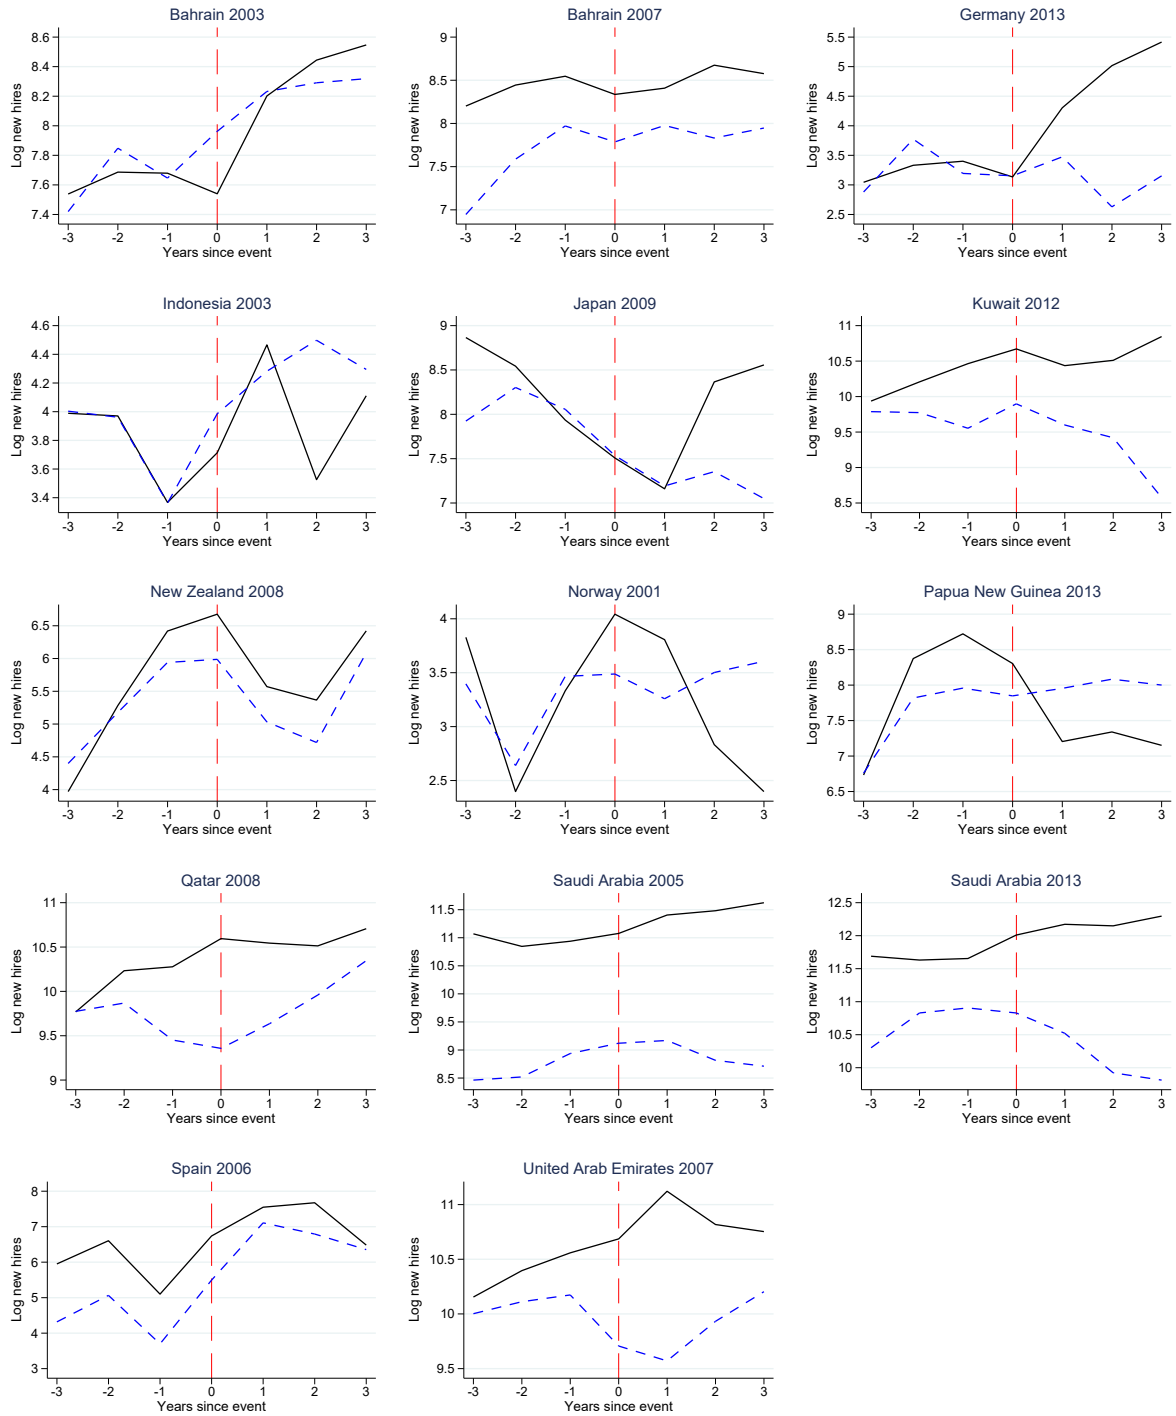 Bahrain 2003
Log new hires
8.6
8.4
8.2
8
7.8
7.6
7.4
-3 -2 -1 0 1 2 3
Years since event
Bahrain 2007
Log new hires
9
8.5
8
7.5
7
-3 -2 -1 0 1 2 3
Years since event
Germany 2013
Log new hires
5.5
5
4.5
4
3.5
3
2.5
-3 -2 -1 0 1 2 3
Years since event
Indonesia 2003
Log new hires
4.6
4.4
4.2
4
3.8
3.6
3.4
-3 -2 -1 0 1 2 3
Years since event
Japan 2009
Log new hires
9
8.5
8
7.5
7
-3 -2 -1 0 1 2 3
Years since event
Kuwait 2012
Log new hires
11
10.5
10
9.5
9
8.5
-3 -2 -1 0 1 2 3
Years since event
New Zealand 2008
Log new hires
6.5
6
5.5
5
4.5
4
-3 -2 -1 0 1 2 3
Years since event
Norway 2001
Log new hires
4
3.5
3
2.5
-3 -2 -1 0 1 2 3
Years since event
Papua New Guinea 2013
Log new hires
9
8.5
8
7.5
7
6.5
-3 -2 -1 0 1 2 3
Years since event
Qatar 2008
Log new hires
11
10.5
10
9.5
9
-3 -2 -1 0 1 2 3
Years since event
Saudi Arabia 2005
Log new hires
11.5
11
10.5
10
9.5
9
8.5
-3 -2 -1 0 1 2 3
Years since event
Saudi Arabia 2013
Log new hires
12.5
12
11.5
11
10.5
10
-3 -2 -1 0 1 2 3
Years since event
Spain 2006
Log new hires
8
7
6
5
4
3
-3 -2 -1 0 1 2 3
Years since event
United Arab Emirates 2007
Log new hires
11
10.5
10
9.5
-3 -2 -1 0 1 2 3
Years since event